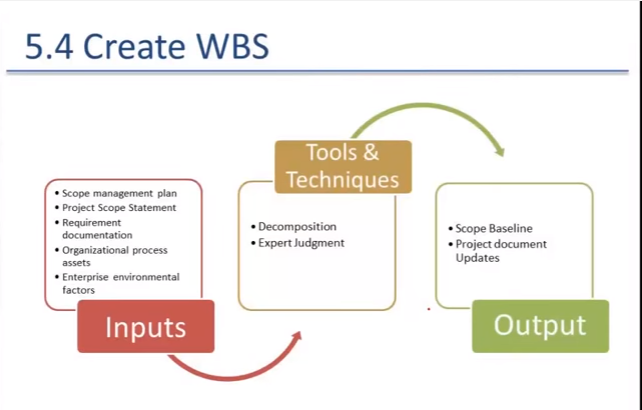 5.4 Create WBS
• Scope management plan
• Project Scope Statement
• Requirement
documentation
• Organizational process
assets
• Enterprise environmental
factors
Inputs
Tools &
Techniques
• Decomposition
• Expert Judgment
• Scope Baseline
• Project document
Updates
Output